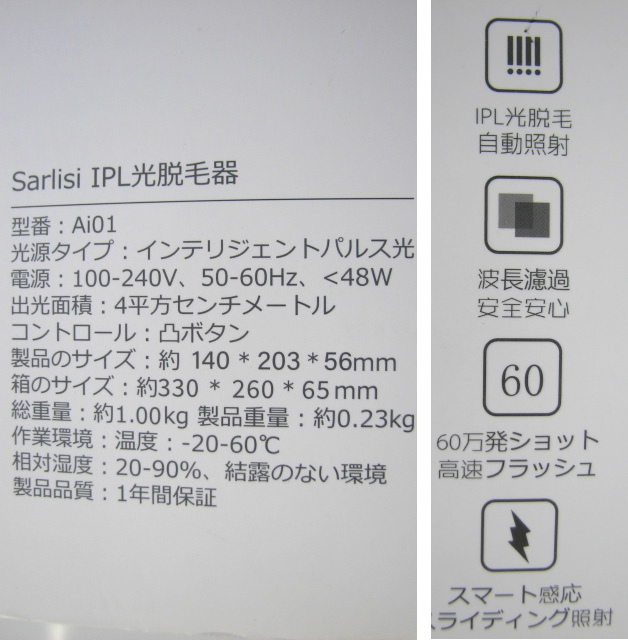 Sarlisi IPL光脱毛器
型番：Ai01
光源タイプ：インテリジェントパルス光
電源：100-240V、50-60Hz、<48W
出光面積：4平方センチメートル
コントロール：凸ボタン
製品のサイズ：約 140 * 203 * 56mm
箱のサイズ：約330 * 260 * 65mm
総重量：約1.00kg 製品重量：約0.23kg
作業環境：温度：-20-60℃
相対湿度：20-90%、結露のない環境
製品品質：1年間保証
IPL光脱毛
自動照射
波長濾過
安全安心
60
60万発ショット
高速フラッシュ
スマート感応
スライディング照射